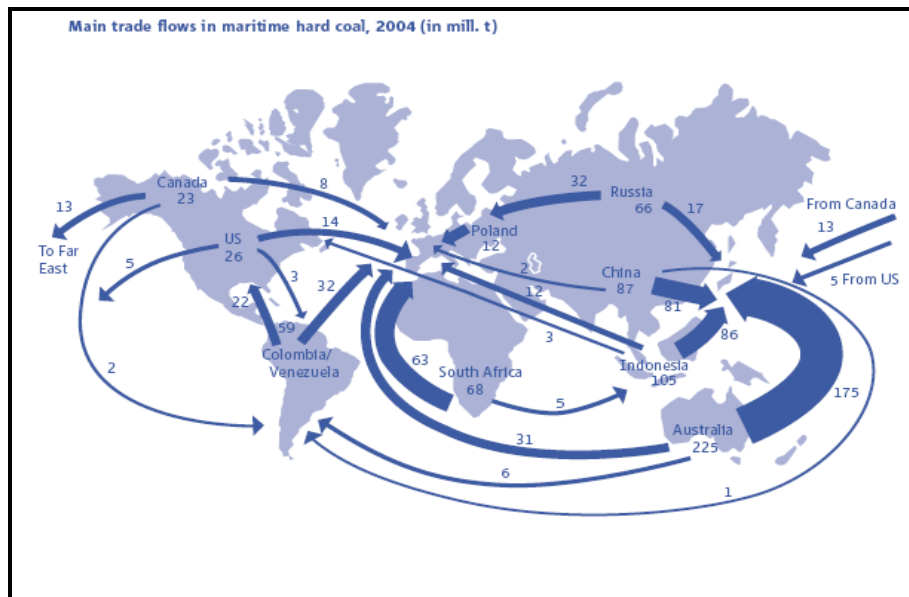 Main trade flows in maritime hard coal, 2004 (in mill. t)
Canada
23
8
32
Russia
66
17
From Canada
13
13
To Far
East
14
US
26
Poland
12
5
3
2
China
87
5 From US
22
32
12
81
59
Colombia/
Venezuela
3
86
2
63
South Africa
68
Indonesia
105
175
5
31
Australia
225
6
1